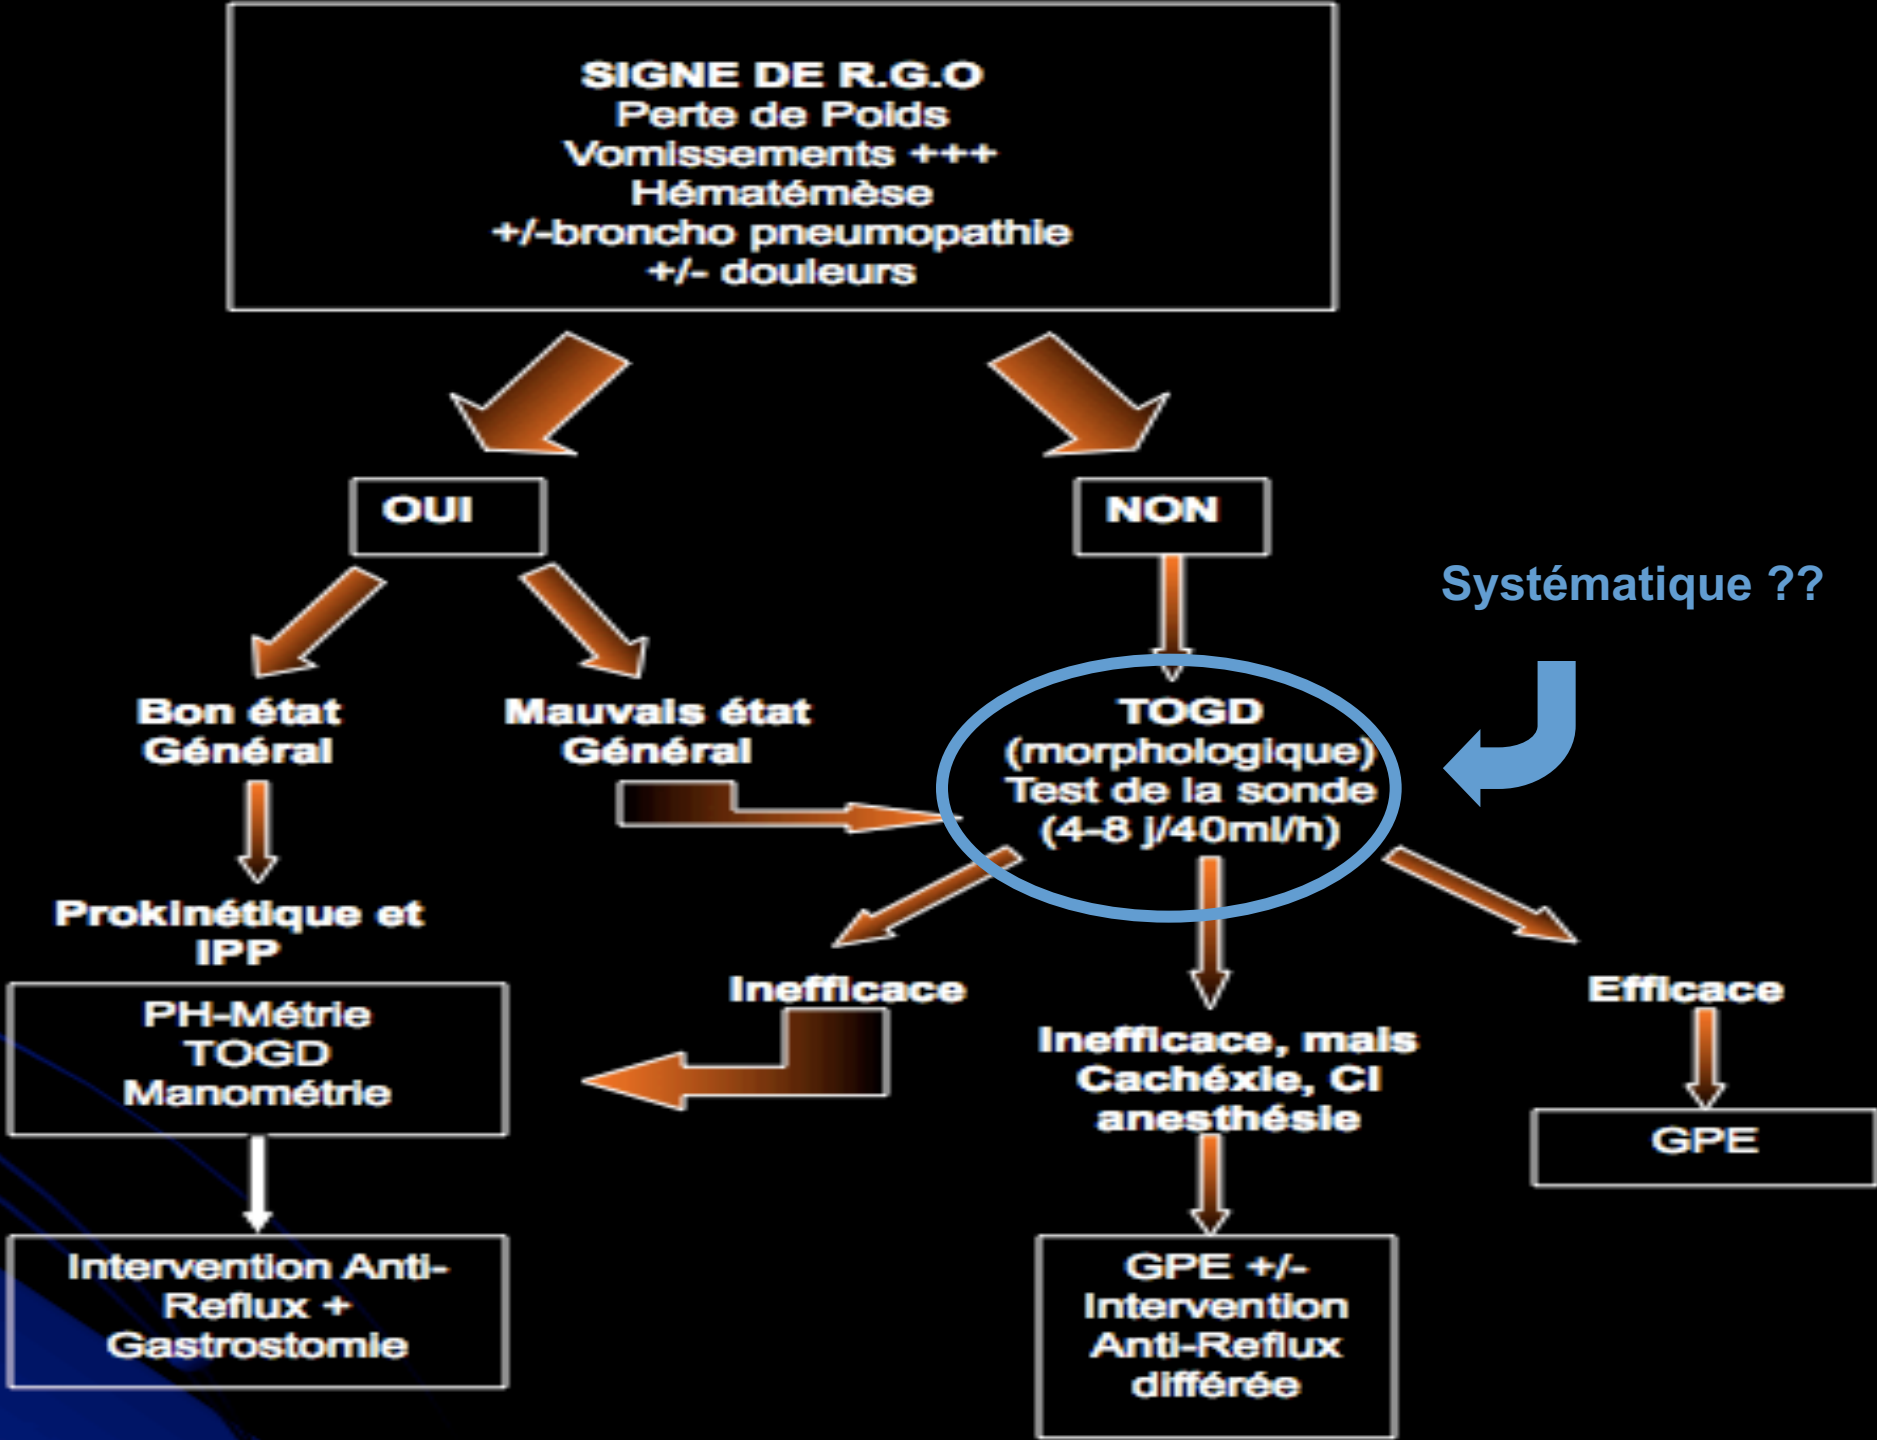 SIGNE DE R.G.O
Perte de Poids
Vomissements +++
Hématémèse
+/-broncho pneumopathie
+/- douleurs
OUI
NON
Systématique ??
Bon état
Général
Mauvais état
Général
TOGD
(morphologique)
Test de la sonde
(4-8 j/40ml/h)
Prokinétique et
IPP
PH-Métrie
TOGD
Manométrie
Inefficace
Inefficace, mais
Cachéxie, CI
anesthésie
Efficace
GPE
Intervention Anti-
Reflux +
Gastrostomie
GPE +/-
Intervention
Anti-Reflux
différée